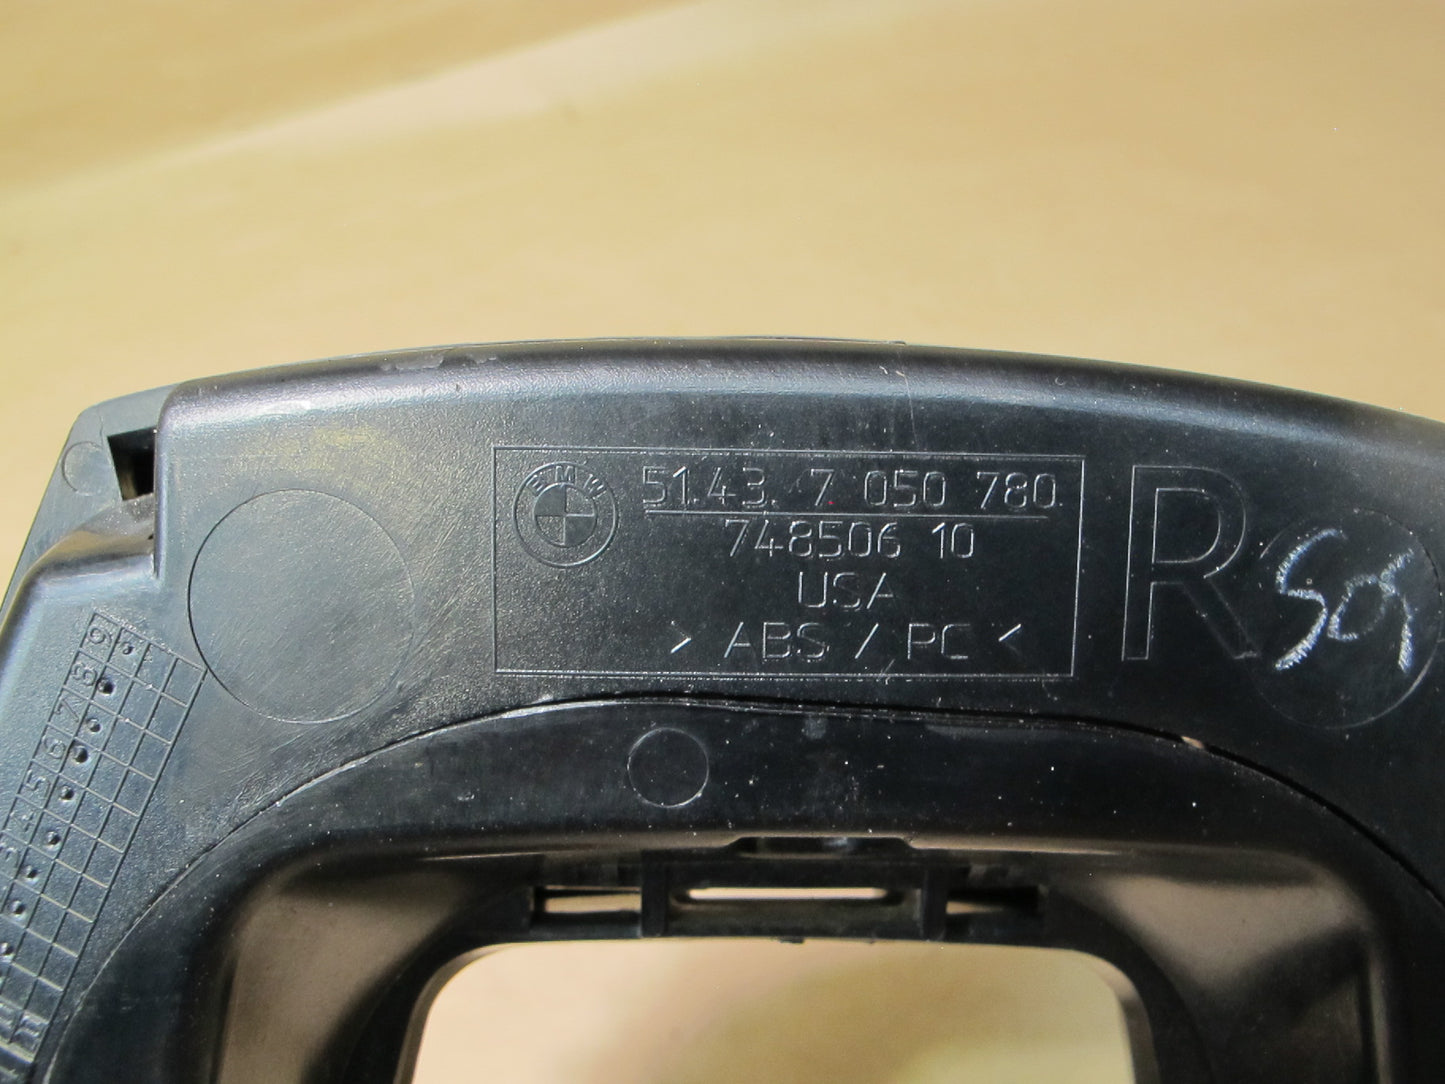 BMW
51.43. 7 050 780.
748506 10
USA
> ABS / PC <
R
505